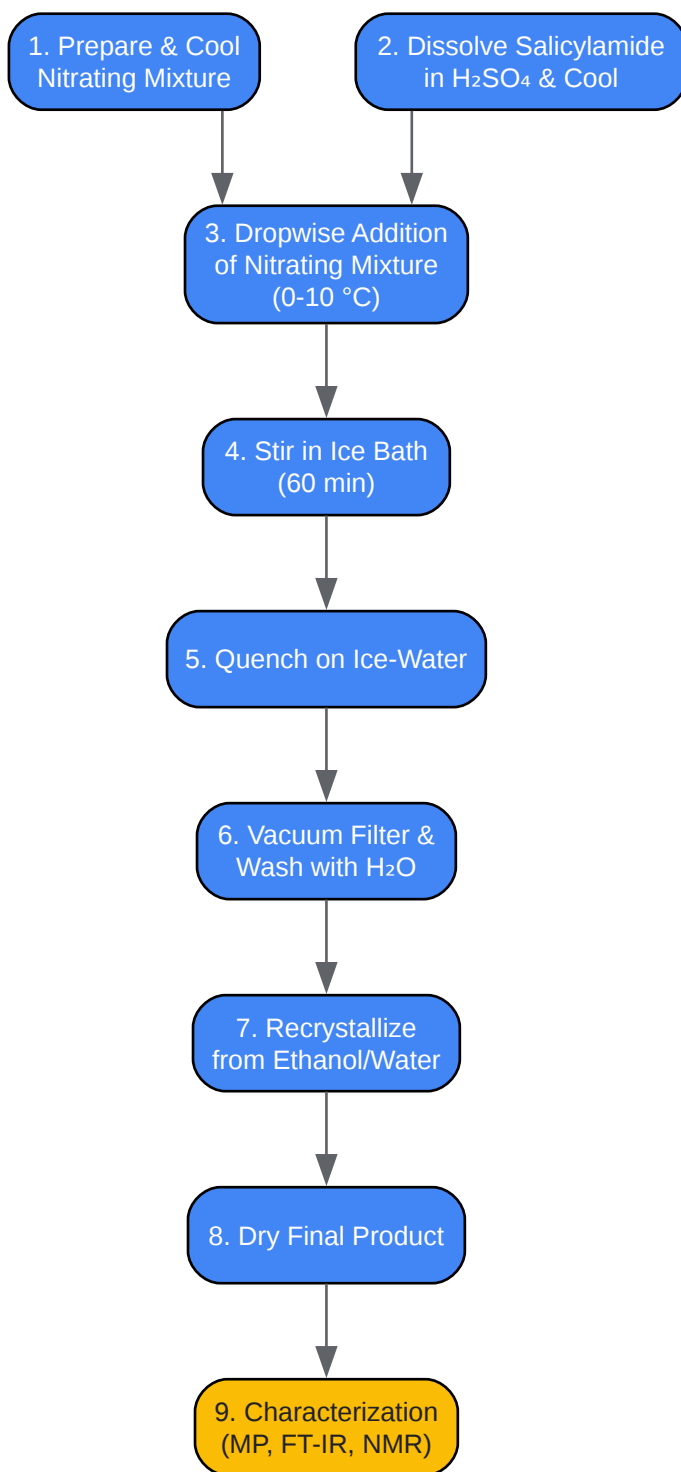 1. Prepare & Cool
Nitrating Mixture
2. Dissolve Salicylamide
in H₂SO₄ & Cool
3. Dropwise Addition
of Nitrating Mixture
(0-10 °C)
4. Stir in Ice Bath
(60 min)
5. Quench on Ice-Water
6. Vacuum Filter &
Wash with H₂O
7. Recrystallize
from Ethanol/Water
8. Dry Final Product
9. Characterization
(MP, FT-IR, NMR)